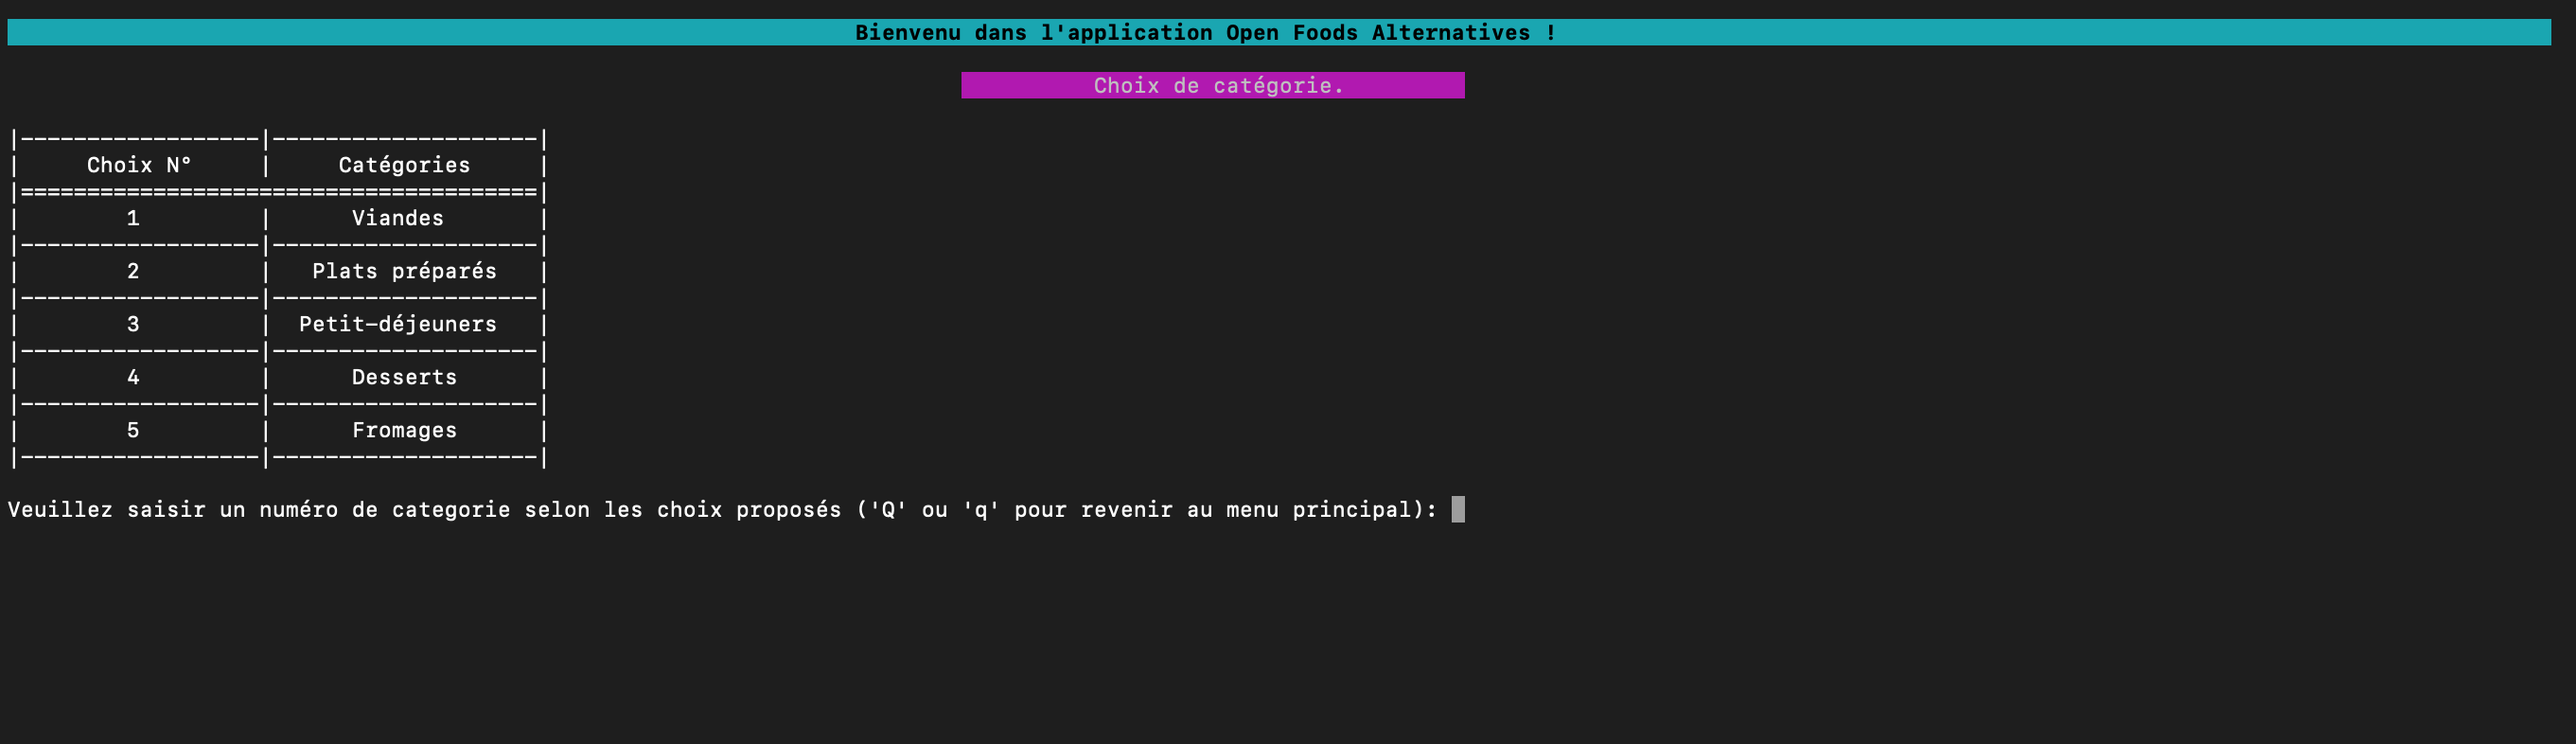 Bienvenu dans l'application Open Foods Alternatives !
Choix de catégorie.
|------------------|--------------------|
| Choix N° | Catégories |
|=======================================|
| 1 | Viandes |
|------------------|--------------------|
| 2 | Plats préparés |
|------------------|--------------------|
| 3 | Petit-déjeuners |
|------------------|--------------------|
| 4 | Desserts |
|------------------|--------------------|
| 5 | Fromages |
|------------------|--------------------|
Veuillez saisir un numéro de categorie selon les choix proposés ('Q' ou 'q' pour revenir au menu principal):